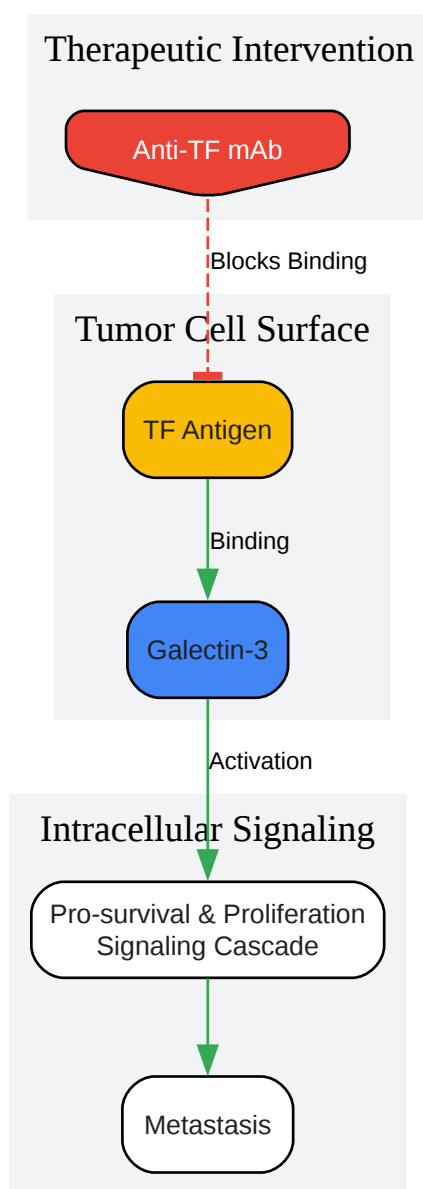 Therapeutic Intervention
Anti-TF mAb
Blocks Binding
Tumor Cell Surface
TF Antigen
Binding
Galectin-3
Activation
Intracellular Signaling
Pro-survival & Proliferation
Signaling Cascade
Metastasis